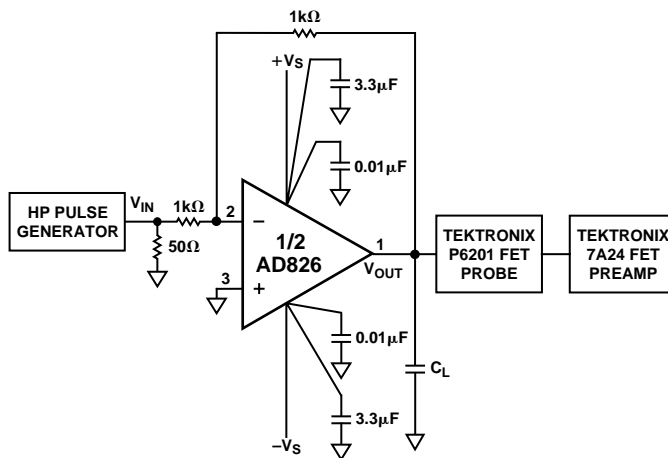 1kΩ
+VS
3.3μF
0.01μF
HP PULSE
GENERATOR
VIN
1kΩ
50Ω
2
−
1/2
AD826
3
+
1
VOUT
TEKTRONIX
P6201 FET
PROBE
TEKTRONIX
7A24 FET
PREAMP
0.01μF
CL
3.3μF
−VS